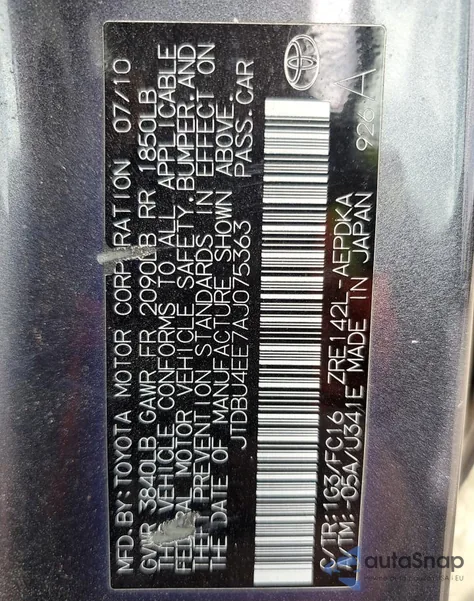 MFD. BY: TOYOTA MOTOR CORPORATION 07/10
GVWR 3840LB GAWR FR 2090LB RR 1850LB
THIS VEHICLE CONFORMS TO ALL APPLICABLE
FEDERAL MOTOR VEHICLE SAFETY, BUMPER, AND
THEFT PREVENTION STANDARDS IN EFFECT ON
THE DATE OF MANUFACTURE SHOWN ABOVE.
JTDBU4EE7AJ075363 PASS. CAR
C/TR: 1G3/FC16 ZRE142L-AEPDKA
A/TM: -05A/U341E MADE IN JAPAN
926 A
autoSnap